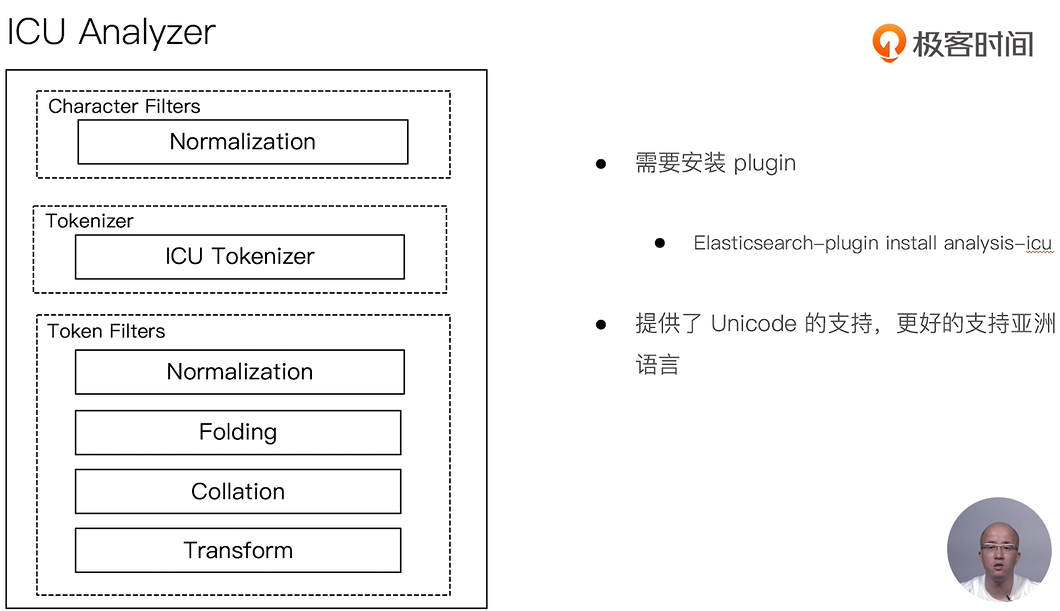 ICU Analyzer
极客时间
Character Filters
Normalization
Tokenizer
ICU Tokenizer
Token Filters
Normalization
Folding
Collation
Transform
需要安装 plugin
Elasticsearch-plugin install analysis-icu
提供了 Unicode 的支持，更好的支持亚洲
语言